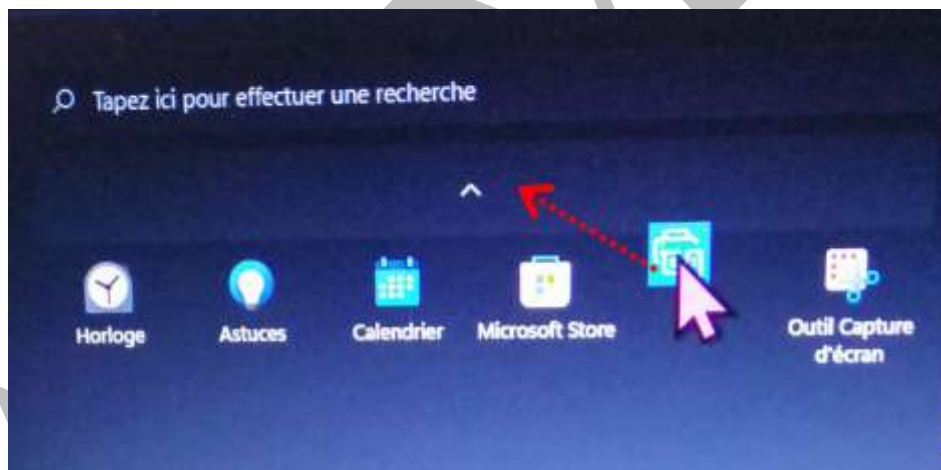 Tapez ici pour effectuer une recherche
Horloge
Astuces
Calendrier
Microsoft Store
Outil Capture
d'écran